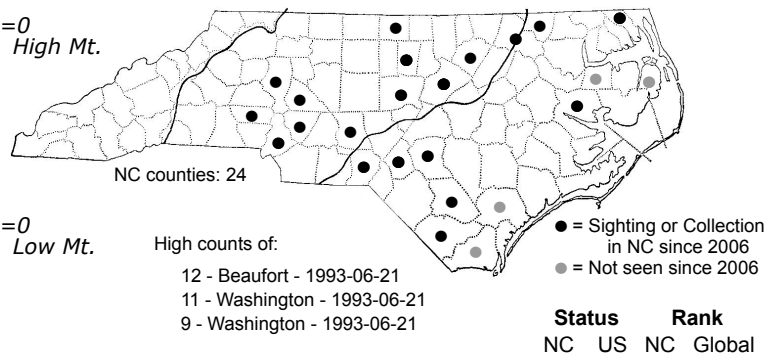 =0
High Mt.
NC counties: 24
=0
Low Mt.
High counts of:
12 - Beaufort - 1993-06-21
11 - Washington - 1993-06-21
9 - Washington - 1993-06-21
= Sighting or Collection
in NC since 2006
= Not seen since 2006
Status Rank
NC US NC Global